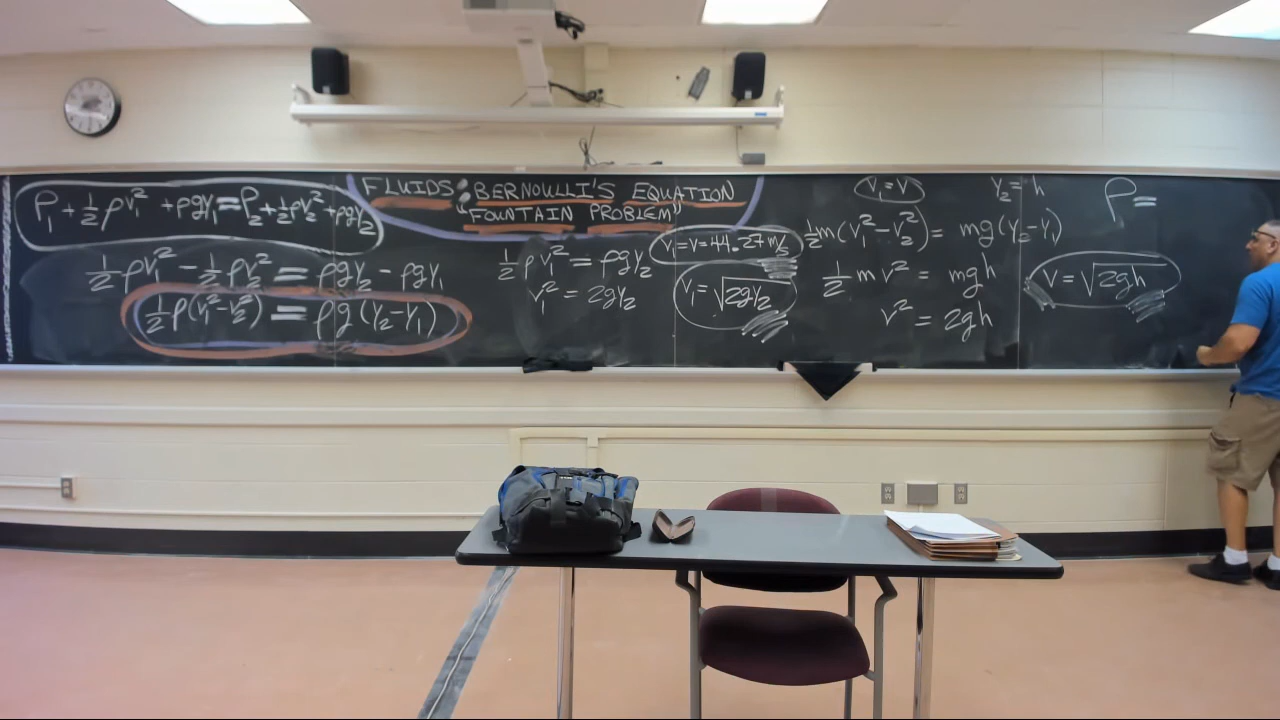 P₁ + ½ρv₁² + ρgy₁ = P₂ + ½ρv₂² + ρgy₂
½ρv₁² - ½ρv₂² = ρgy₂ - ρgy₁
½ρ(v₁² - v₂²) = ρg(y₂ - y₁)
FLUIDS: BERNOULLI'S EQUATION
"FOUNTAIN PROBLEM"
½ρv₁² = ρgy₂
v₁² = 2gy₂
v₁ = v = 44.27 m/s
v₁ = √2gy₂
v₁ = v
y₂ = h
½m(v₁² - v₂²) = mg(y₂ - y₁)
½mv² = mgh
v² = 2gh
v = √2gh
P =